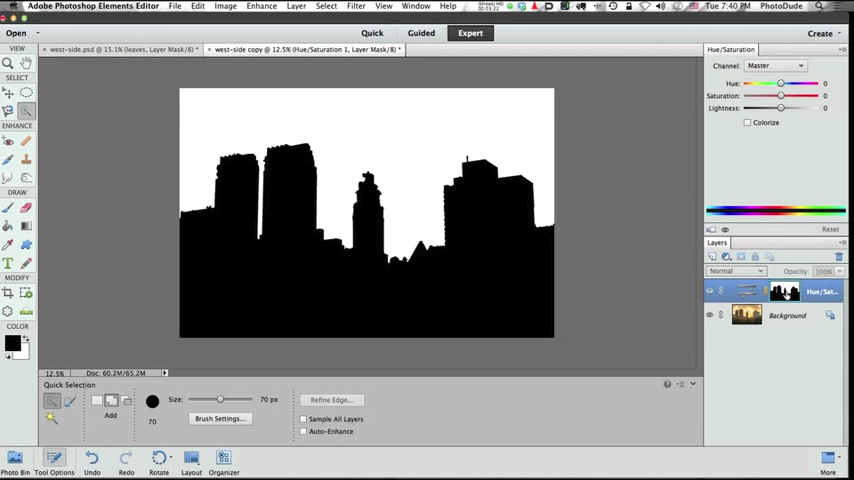 Adobe Photoshop Elements Editor File Edit Image Enhance Layer Select Filter View Window Help Tue 7:40 PM PhotoDude
Open Quick Guided Expert Create
VIEW
west-side.psd @ 15.1% (leaves, Layer Mask/8) * west-side copy @ 12.5% (Hue/Saturation 1, Layer Mask/8) *
Hue/Saturation
Channel: Master
SELECT
Hue: 0
Saturation: 0
Lightness: 0
Colorize
ENHANCE
DRAW
Reset
Layers
Normal Opacity: 100%
MODIFY
Hue/Sat...
Background
COLOR
12.5% Doc: 60.2M/65.2M
Quick Selection
Add
70
Size: 70 px
Brush Settings...
Refine Edge...
Sample All Layers
Auto-Enhance
Photo Bin Tool Options Undo Redo Rotate Layout Organizer More